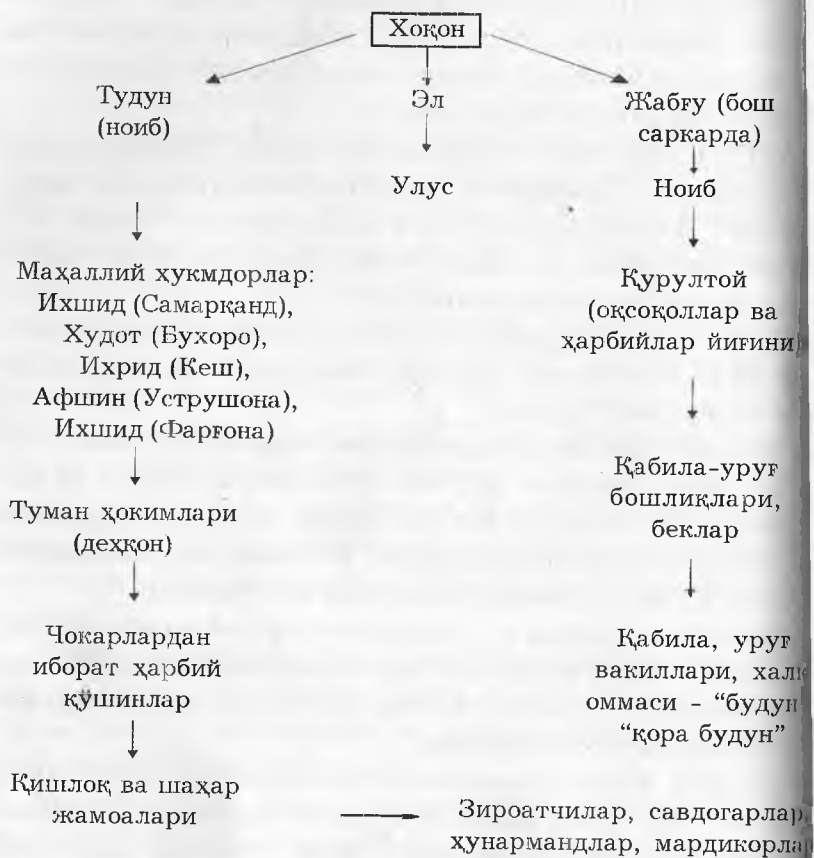 Хоқон
Тудун
(ноиб)
Эл
Жабғу (бош
саркарда)
Улус
Ноиб
Маҳаллий ҳукмдорлар:
Ихшид (Самарқанд),
Худот (Бухоро),
Ихрид (Кеш),
Афшин (Уструшона),
Ихшид (Фарғона)
Қурултой
(оқсоқоллар ва
ҳарбийлар йиғини)
Туман ҳокимлари
(деҳқон)
Қабила-уруғ
бошлиқлари,
беклар
Чокарлардан
иборат ҳарбий
қўшинлар
Қабила, уруғ
вакиллари,
оммаси - “будун
“қора будун”
Қишлоқ ва шаҳар
жамоалари
Зироатчилар, савдогарлар,
ҳунармандлар,